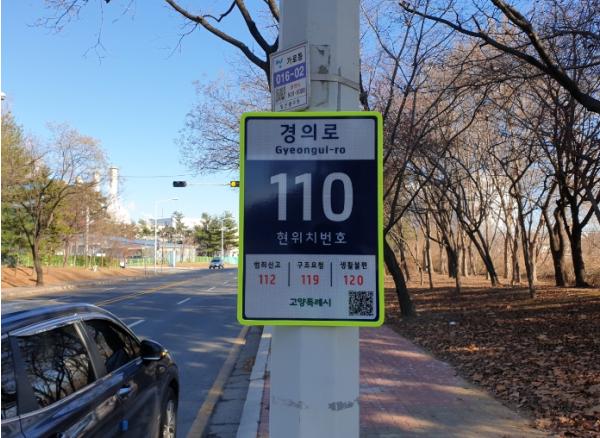 가로등
016-02
경의로
Gyeongui-ro
110
현위치번호
범죄신고 구조요청 생활불편
112 119 120
고양특례시